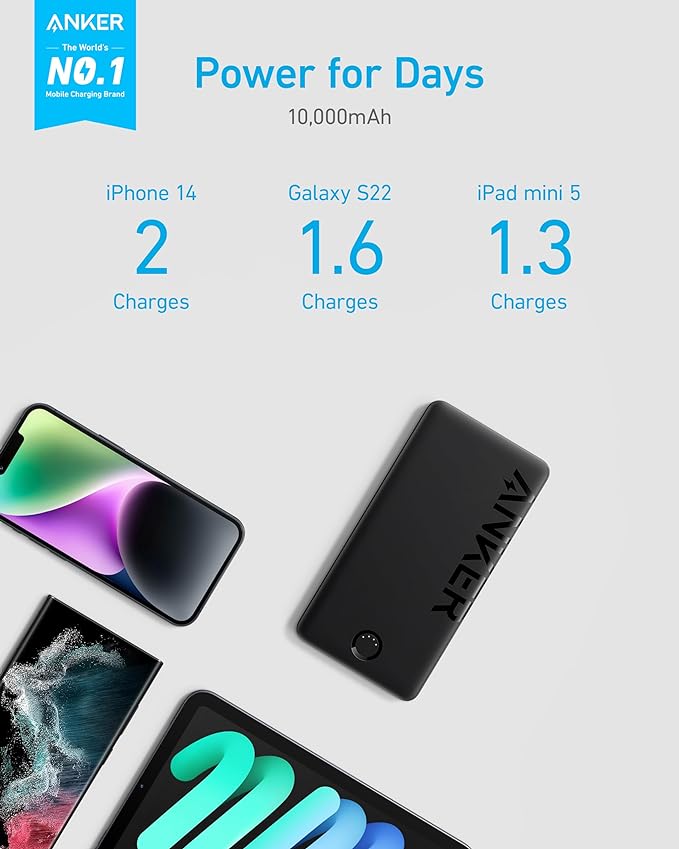 ANKER
The World's
NO.1
Mobile Charging Brand
Power for Days
10,000mAh
iPhone 14
Galaxy S22
iPad mini 5
2
1.6
1.3
Charges
Charges
Charges
ANKER